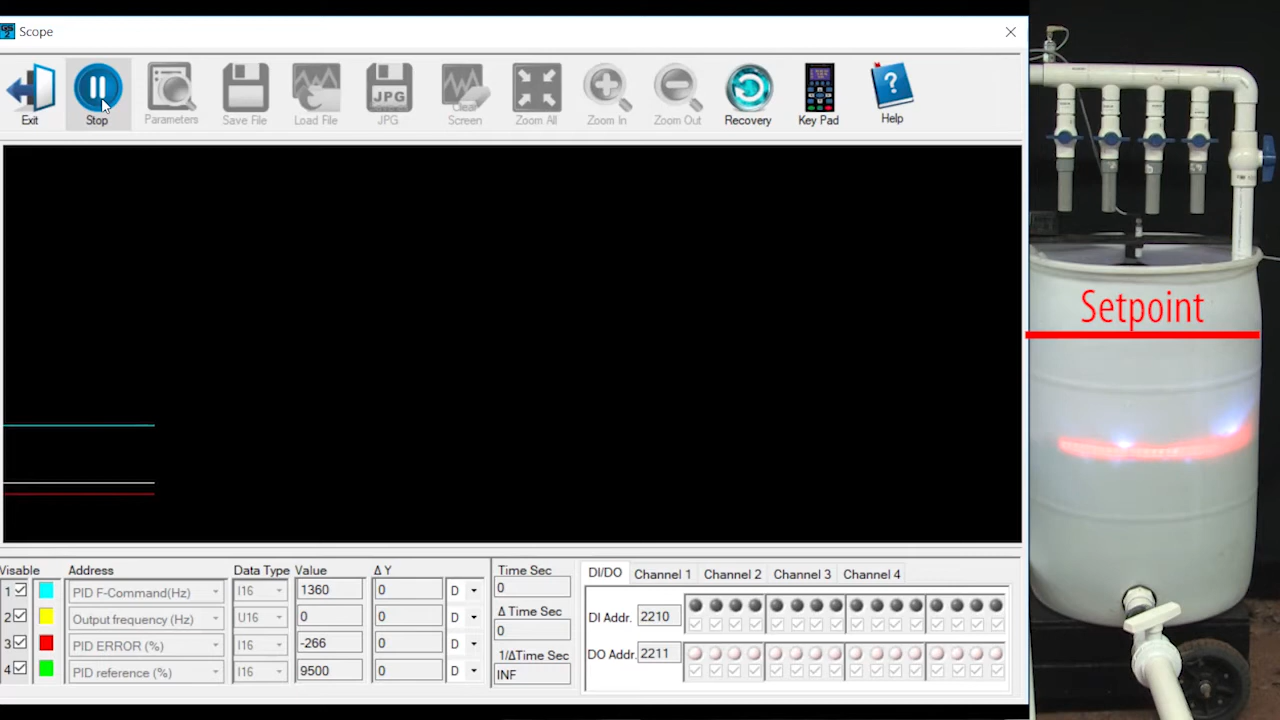 Scope
Exit
Stop
Parameters
Save File
Load File
JPG
JPG
Clear
Screen
Zoom All
Zoom In
Zoom Out
Recovery
Key Pad
Help
Setpoint
Visable Address Data Type Value Δ Y
1 PID F-Command(Hz) I16 1360 0 D
2 Output frequency (Hz) U16 0 0 D
3 PID ERROR (%) I16 -266 0 D
4 PID reference (%) I16 9500 0 D
Time Sec
0
Δ Time Sec
0
1/ΔTime Sec
INF
DI/DO Channel 1 Channel 2 Channel 3 Channel 4
DI Addr. 2210
DO Addr. 2211